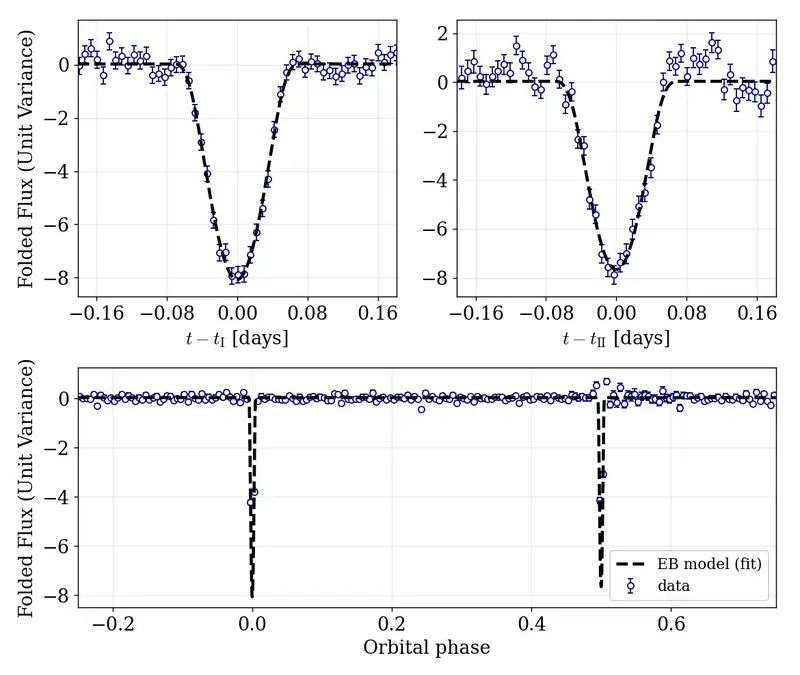 Folded Flux (Unit Variance)
0
−2
−4
−6
−8
−0.16 −0.08 0.00 0.08 0.16
t − tI [days]
2
0
−2
−4
−6
−8
−0.16 −0.08 0.00 0.08 0.16
t − tII [days]
Folded Flux (Unit Variance)
0
−2
−4
−6
−8
−0.2 0.0 0.2 0.4 0.6
Orbital phase
EB model (fit)
data